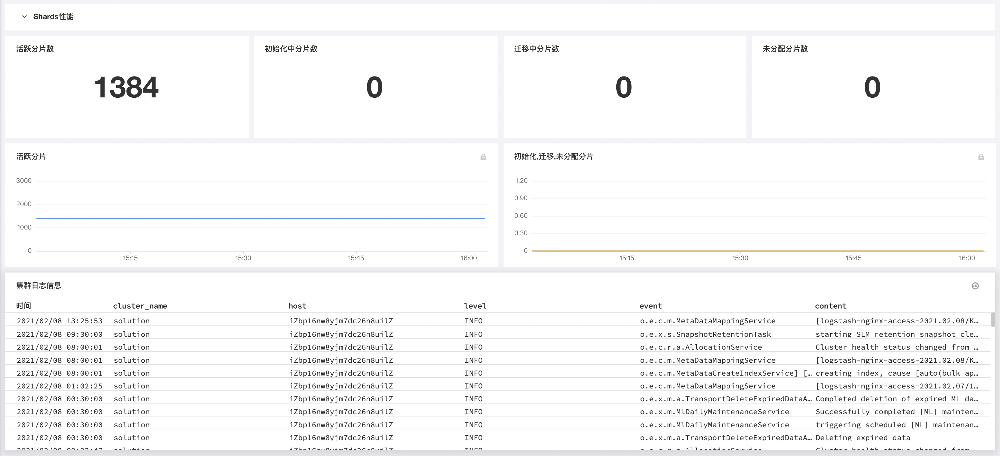 Shards性能
活跃分片数
初始化中分片数
迁移中分片数
未分配分片数
1384
0
0
0
活跃分片
3000
2000
1000
0
15:15 15:30 15:45 16:00
初始化,迁移,未分配分片
1.20
0.90
0.60
0.30
0
15:15 15:30 15:45 16:00
集群日志信息
时间 cluster_name host level event content
2021/02/08 13:25:53 solution iZbp16nw8yjm7dc26n8uilZ INFO o.e.c.m.MetaDataMappingService [logstash-nginx-access-2021.02.08/K…
2021/02/08 09:30:00 solution iZbp16nw8yjm7dc26n8uilZ INFO o.e.x.s.SnapshotRetentionTask starting SLM retention snapshot cle…
2021/02/08 08:00:01 solution iZbp16nw8yjm7dc26n8uilZ INFO o.e.c.r.a.AllocationService Cluster health status changed from …
2021/02/08 08:00:01 solution iZbp16nw8yjm7dc26n8uilZ INFO o.e.c.m.MetaDataMappingService [logstash-nginx-access-2021.02.08/K…
2021/02/08 08:00:01 solution iZbp16nw8yjm7dc26n8uilZ INFO o.e.c.m.MetaDataCreateIndexService] [… creating index, cause [auto(bulk ap…
2021/02/08 01:02:25 solution iZbp16nw8yjm7dc26n8uilZ INFO o.e.c.m.MetaDataMappingService [logstash-nginx-access-2021.02.07/1…
2021/02/08 00:30:00 solution iZbp16nw8yjm7dc26n8uilZ INFO o.e.x.m.a.TransportDeleteExpiredDataA… Completed deletion of expired ML da…
2021/02/08 00:30:00 solution iZbp16nw8yjm7dc26n8uilZ INFO o.e.x.m.MlDailyMaintenanceService Successfully completed [ML] mainten…
2021/02/08 00:30:00 solution iZbp16nw8yjm7dc26n8uilZ INFO o.e.x.m.MlDailyMaintenanceService triggering scheduled [ML] maintenan…
2021/02/08 00:30:00 solution iZbp16nw8yjm7dc26n8uilZ INFO o.e.x.m.a.TransportDeleteExpiredDataA… Deleting expired data